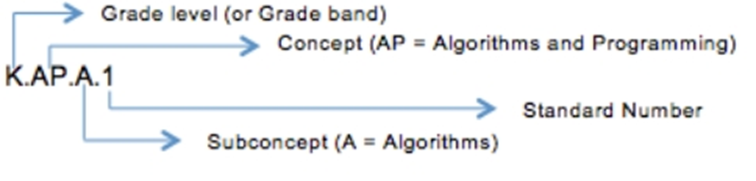 Grade level (or Grade band)
Concept (AP = Algorithms and Programming)
K.AP.A.1
Standard Number
Subconcept (A = Algorithms)